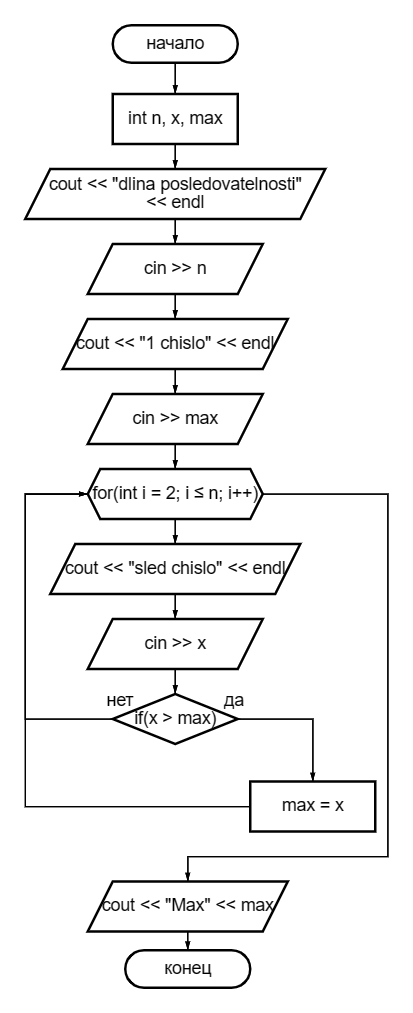 начало
int n, x, max
cout << "dlina posledovatelnosti"
<< endl
cin >> n
cout << "1 chislo" << endl
cin >> max
for(int i = 2; i ≤ n; i++)
cout << "sled chislo" << endl
cin >> x
нет
да
if(x > max)
max = x
cout << "Max" << max
конец